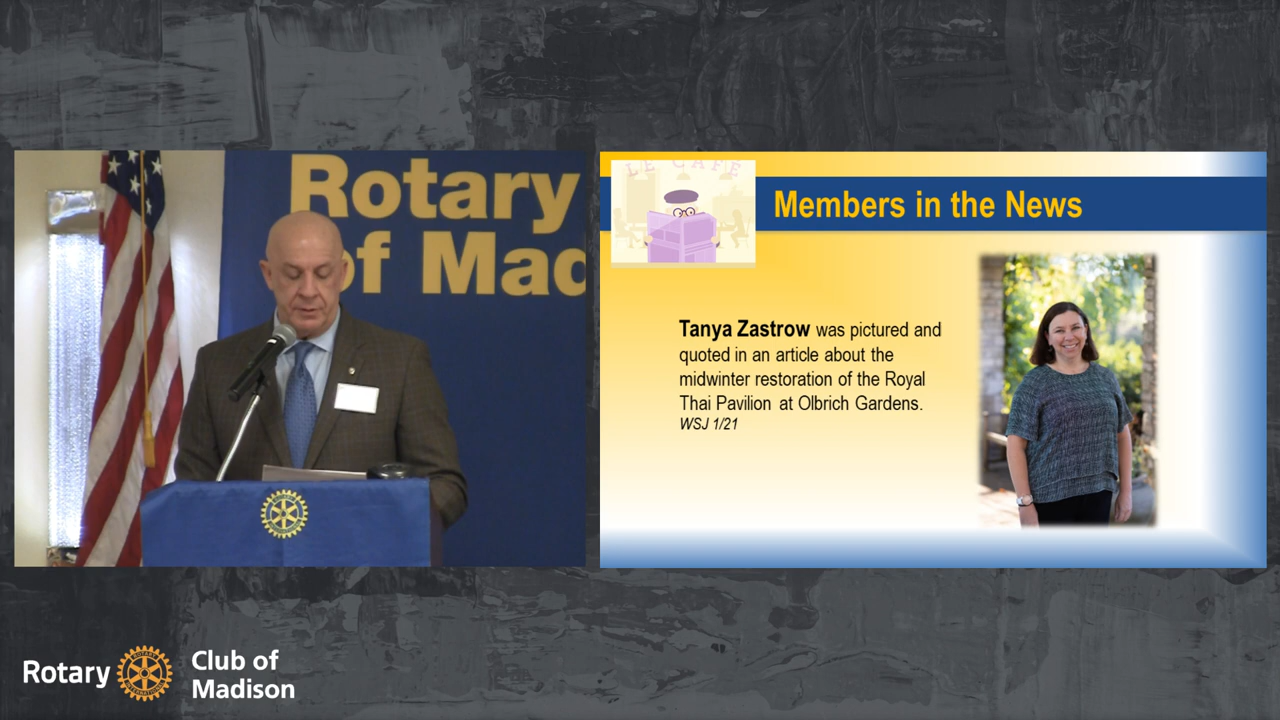 Rotary
of Mad
LE CAFE
Members in the News
Tanya Zastrow was pictured and
quoted in an article about the
midwinter restoration of the Royal
Thai Pavilion at Olbrich Gardens.
WSJ 1/21
Rotary
Club of
Madison